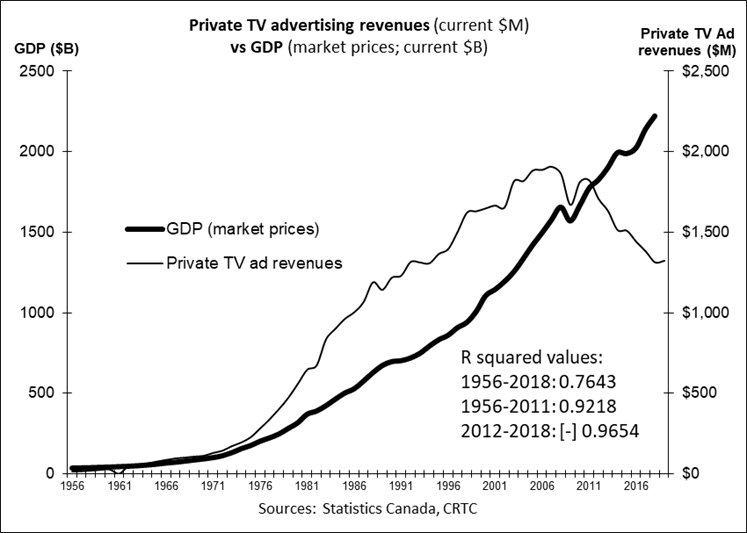 Private TV advertising revenues (current $M)
vs GDP (market prices; current $B)
GDP ($B)
Private TV Ad
revenues ($M)
2500
2000
1500
1000
500
0
$2,500
$2,000
$1,500
$1,000
$500
$0
GDP (market prices)
Private TV ad revenues
R squared values:
1956-2018: 0.7643
1956-2011: 0.9218
2012-2018: [-] 0.9654
1956 1961 1966 1971 1976 1981 1986 1991 1996 2001 2006 2011 2016
Sources: Statistics Canada, CRTC